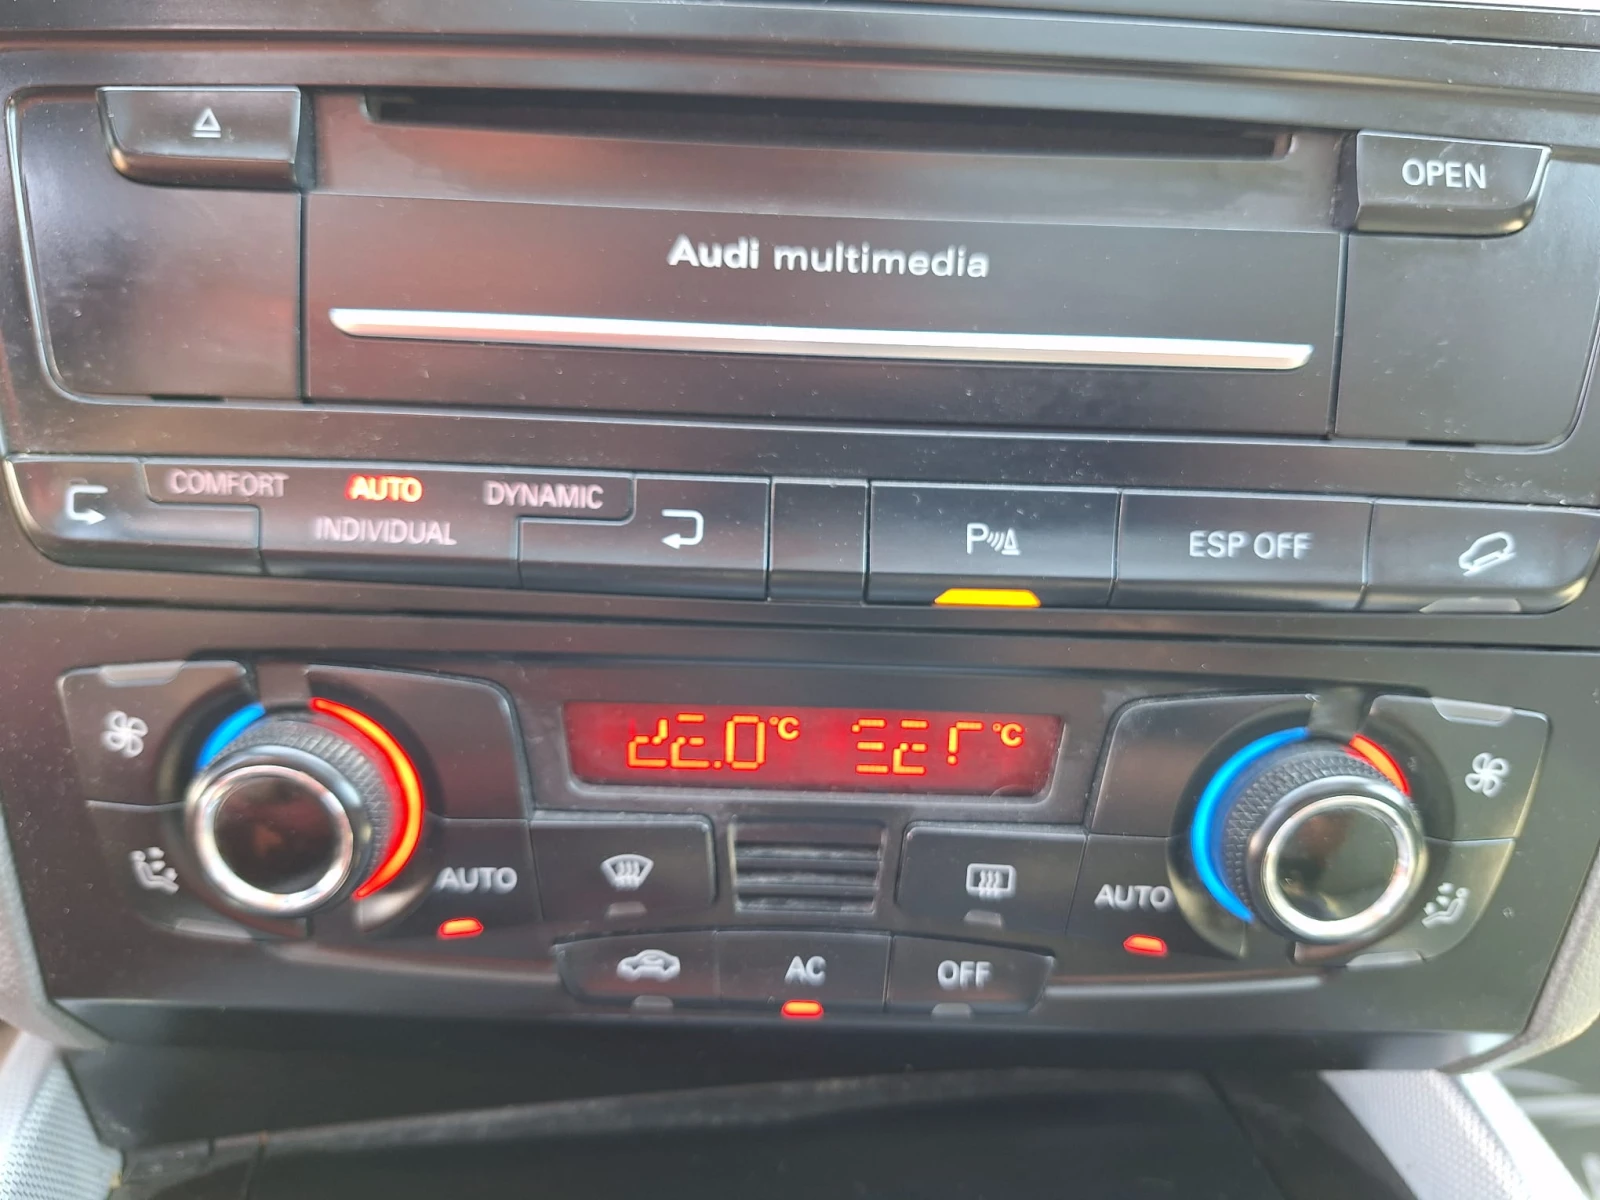 OPEN
Audi multimedia
COMFORT AUTO DYNAMIC
INDIVIDUAL
P
ESP OFF
22.0°C
°C
AUTO
AUTO
AC
OFF